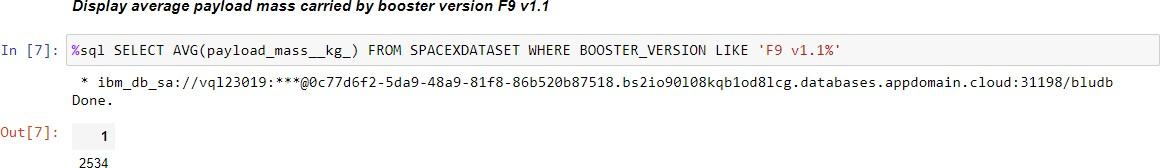 Display average payload mass carried by booster version F9 v1.1
In [7]: %sql SELECT AVG(payload_mass__kg_) FROM SPACEXDATASET WHERE BOOSTER_VERSION LIKE 'F9 v1.1%'
* ibm_db_sa://vql23019:***@0c77d6f2-5da9-48a9-81f8-86b520b87518.bs2io90l08kqb1od8lcg.databases.appdomain.cloud:31198/bludb
Done.
Out[7]: 1
2534